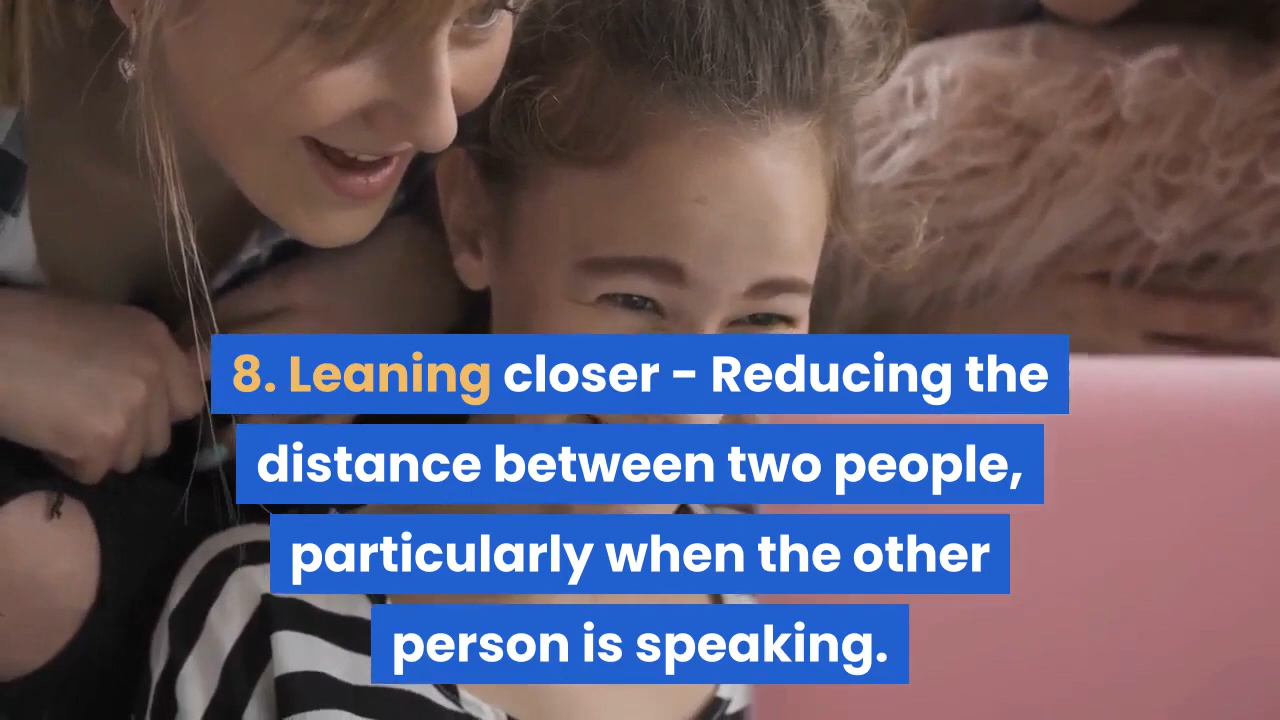 8. Leaning closer - Reducing the
distance between two people,
particularly when the other
person is speaking.